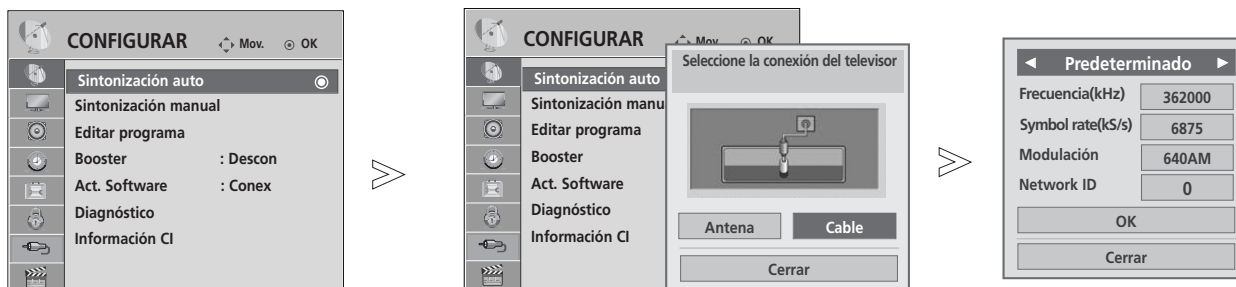 CONFIGURAR Mov. OK
Sintonización auto
Sintonización manual
Editar programa
Booster : Descon
Act. Software : Conex
Diagnóstico
Información CI
CONFIGURAR Mov. OK
Sintonización auto
Sintonización manu
Editar programa
Booster
Act. Software
Diagnóstico
Información CI
Seleccione la conexión del televisor
Antena Cable
Cerrar
Predeterminado
Frecuencia(kHz) 362000
Symbol rate(kS/s) 6875
Modulación 640AM
Network ID 0
OK
Cerrar